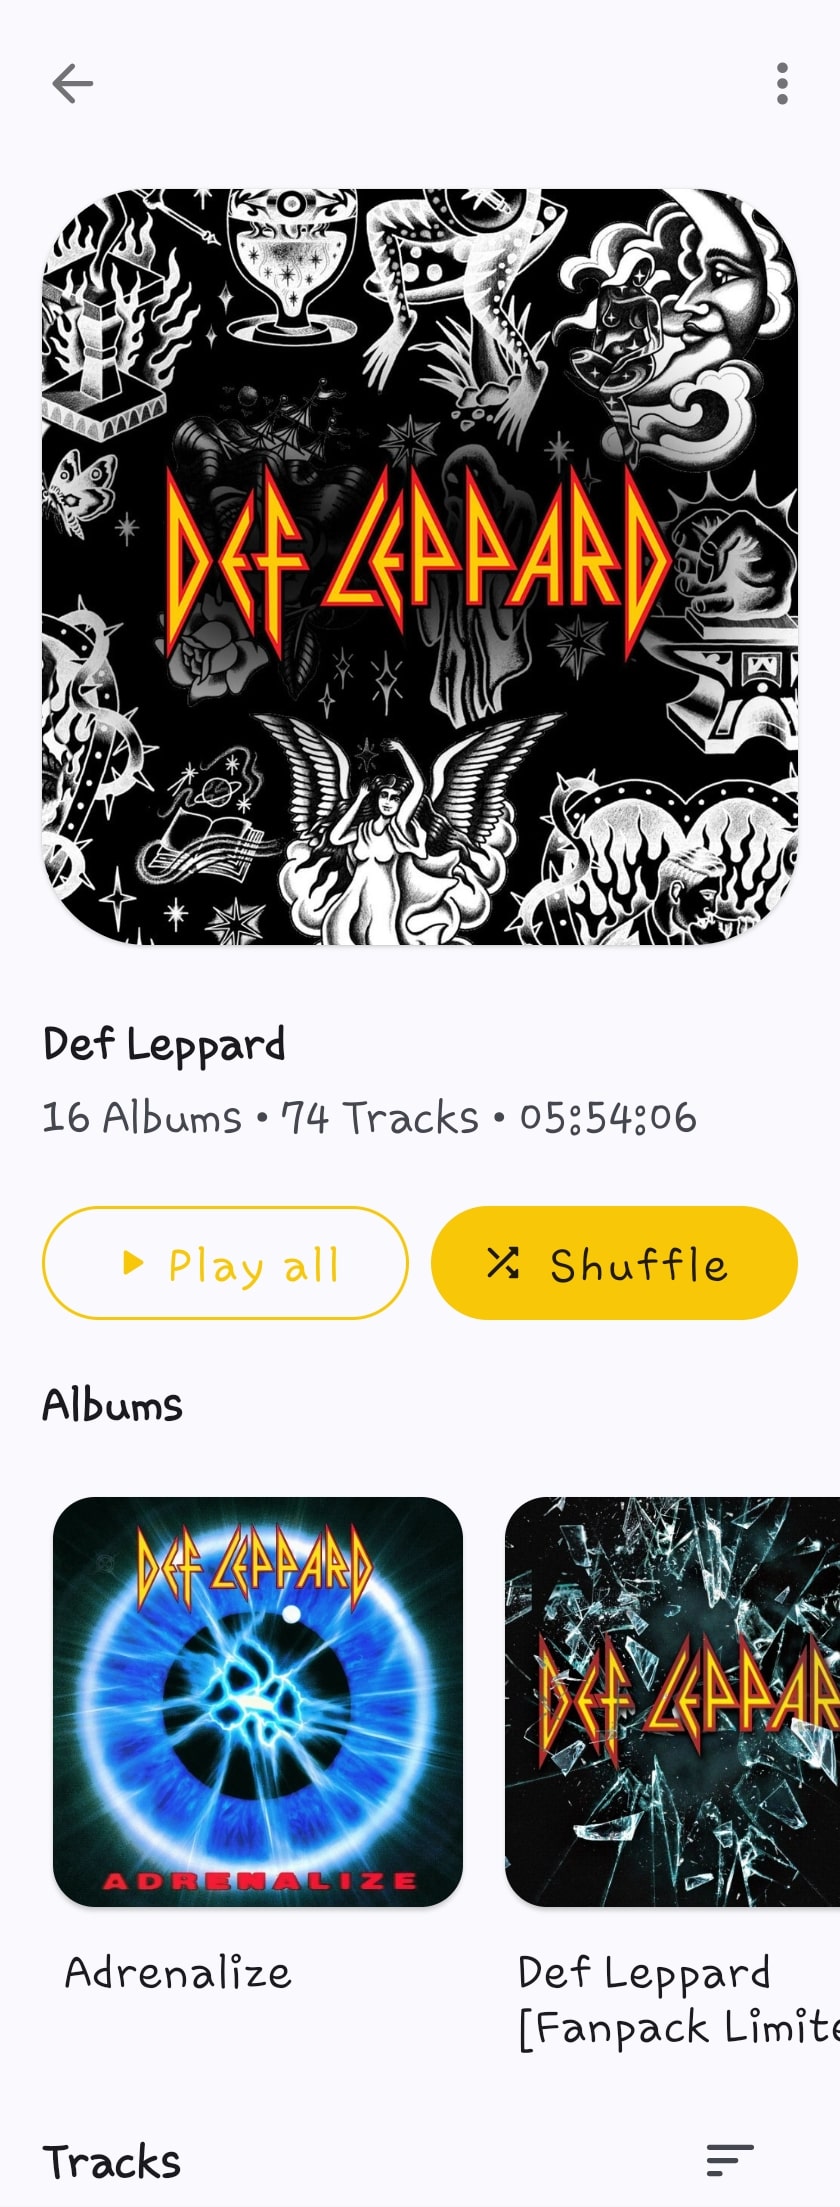 DEF LEPPARD
Def Leppard
16 Albums • 74 Tracks • 05:54:06
Play all
Shuffle
Albums
DEF LEPPARD
ADRENALIZE
DEF LEPPAR
Adrenalize
Def Leppard
[Fanpack Limite
Tracks